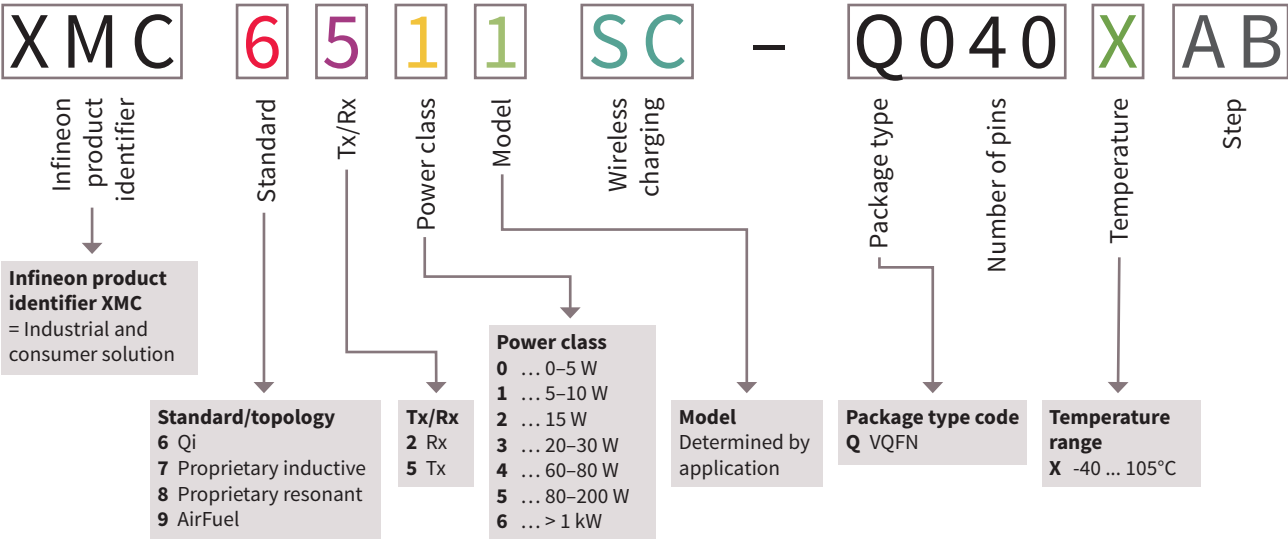 XMC 6 5 1 1 SC – Q040 X AB
Infineon
product
identifier
Standard
Tx/Rx
Power class
Model
Wireless
charging
Package type
Number of pins
Temperature
Step
Infineon product
identifier XMC
= Industrial and
consumer solution
Standard/topology
6 Qi
7 Proprietary inductive
8 Proprietary resonant
9 AirFuel
Tx/Rx
2 Rx
5 Tx
Power class
0 … 0–5 W
1 … 5–10 W
2 … 15 W
3 … 20–30 W
4 … 60–80 W
5 … 80–200 W
6 … > 1 kW
Model
Determined by
application
Package type code
Q VQFN
Temperature
range
X -40 ... 105°C